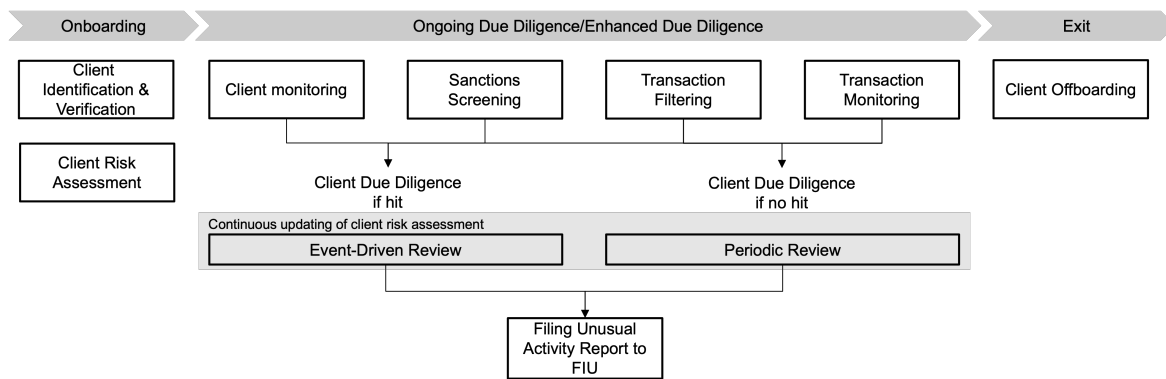 Onboarding
Ongoing Due Diligence/Enhanced Due Diligence
Exit
Client
Identification &
Verification
Client monitoring
Sanctions
Screening
Transaction
Filtering
Transaction
Monitoring
Client Offboarding
Client Risk
Assessment
Client Due Diligence
if hit
Client Due Diligence
if no hit
Continuous updating of client risk assessment
Event-Driven Review
Periodic Review
Filing Unusual
Activity Report to
FIU